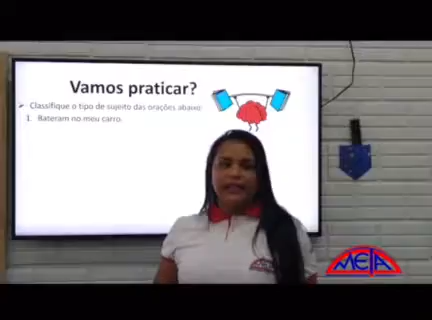 Vamos praticar?
➢ Classifique o tipo de sujeito das orações abaixo:
1. Bateram no meu carro.
META